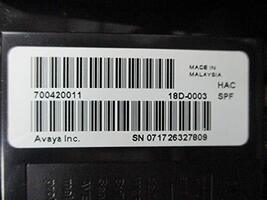 MADE IN
MALAYSIA
700420011 18D-0003
HAC
SPF
Avaya Inc. SN 071726327809